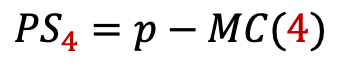 PS₄ = p − MC(4)